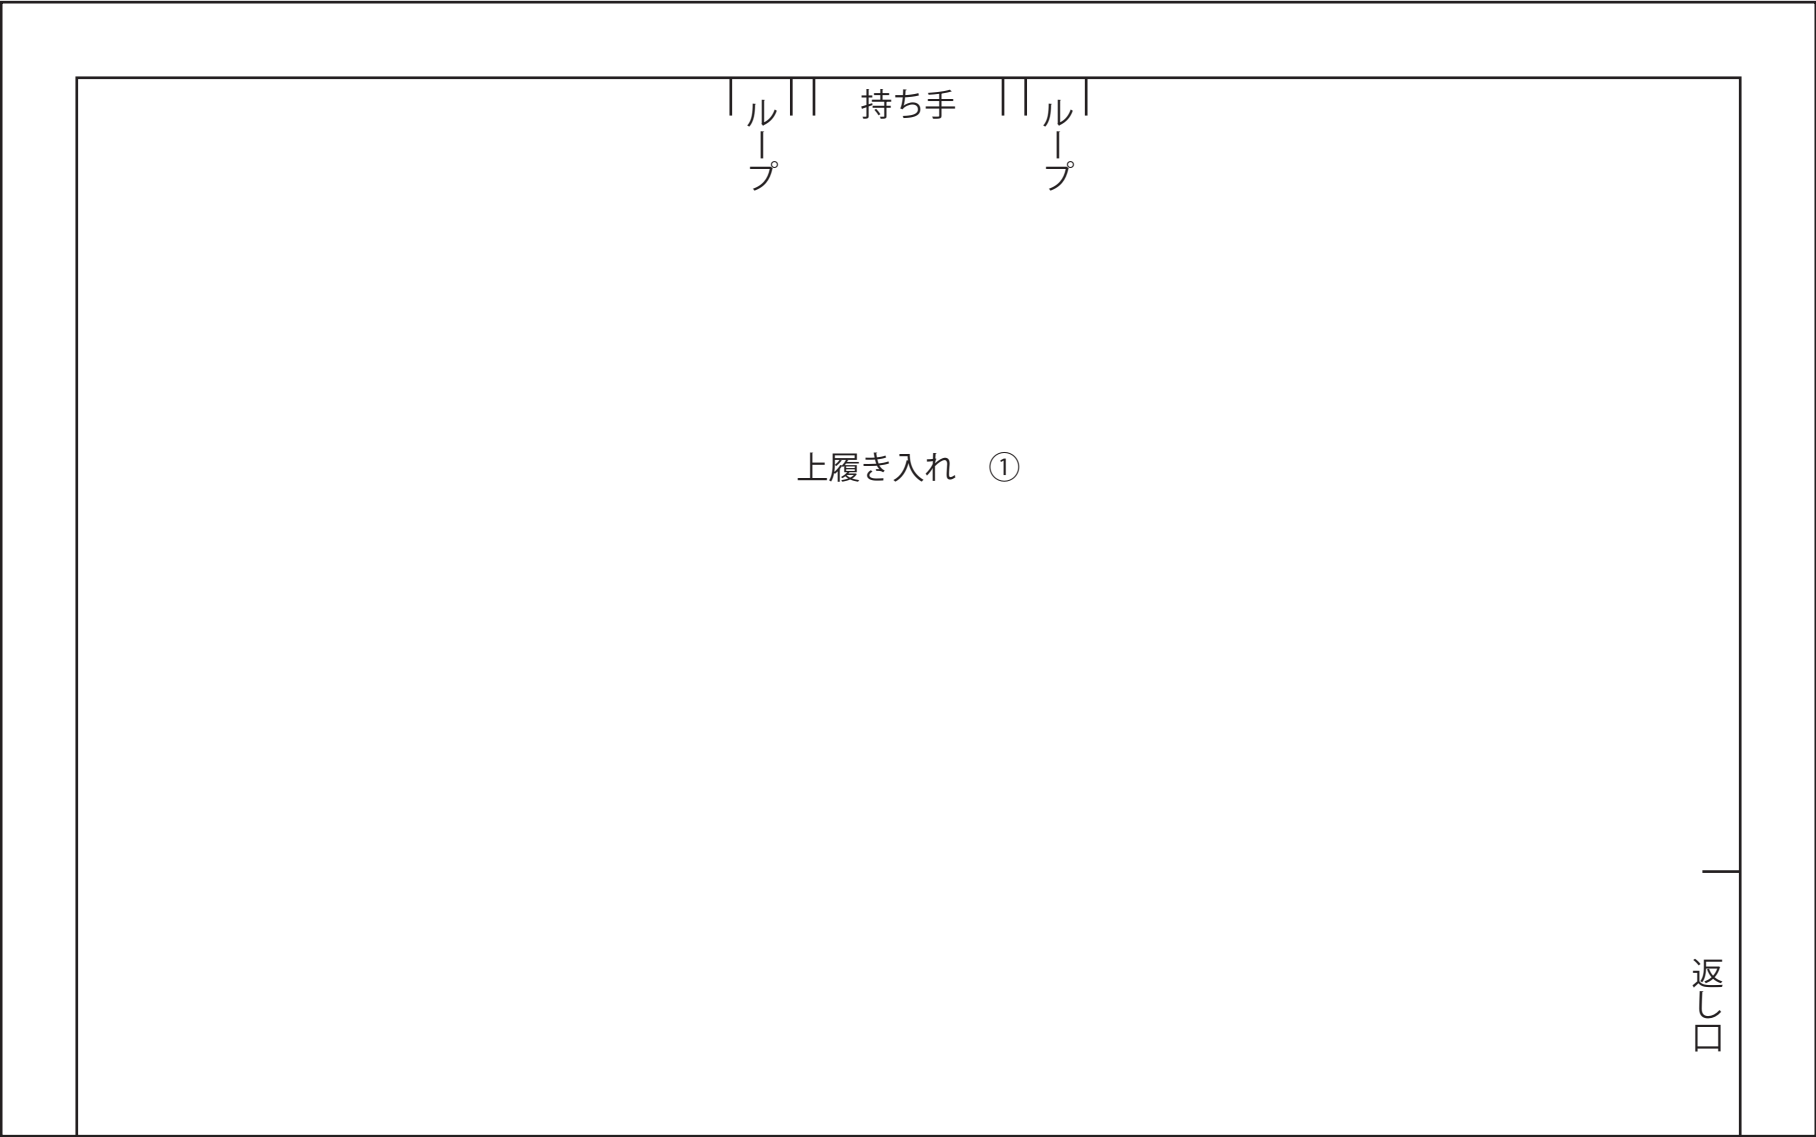 ループ
持ち手
ループ
上履き入れ　①
返し口